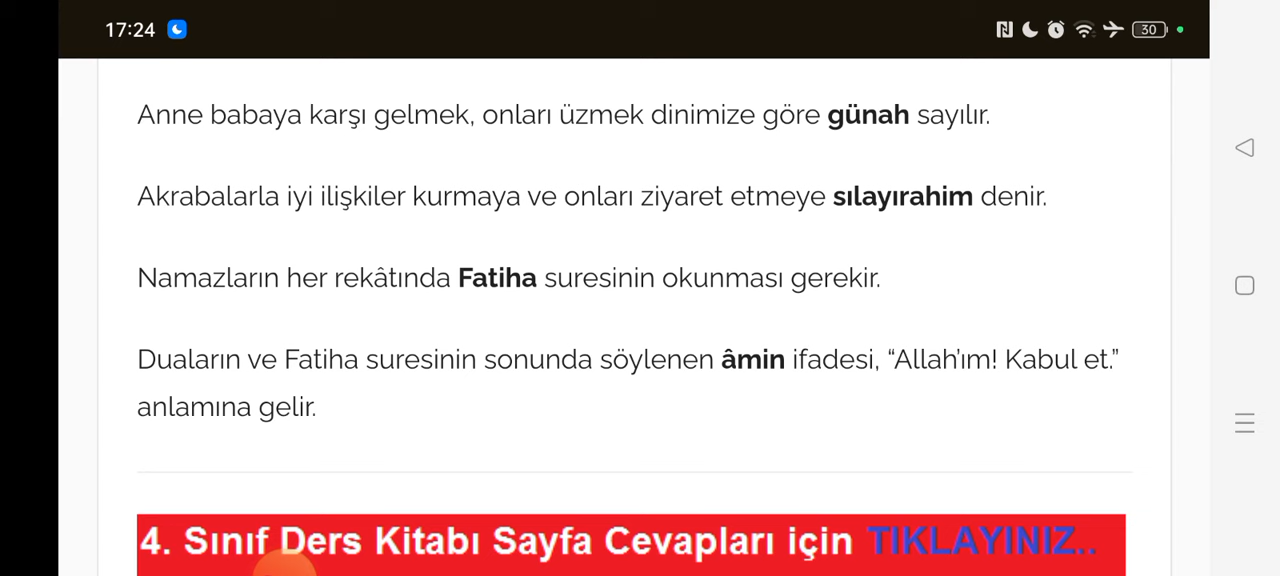 17:24
30
Anne babaya karşı gelmek, onları üzmek dinimize göre günah sayılır.
Akrabalarla iyi ilişkiler kurmaya ve onları ziyaret etmeye sılayırahim denir.
Namazların her rekâtında Fatiha suresinin okunması gerekir.
Duaların ve Fatiha suresinin sonunda söylenen âmin ifadesi, “Allah’ım! Kabul et.”
anlamına gelir.
4. Sınıf Ders Kitabı Sayfa Cevapları için TIKLAYINIZ..